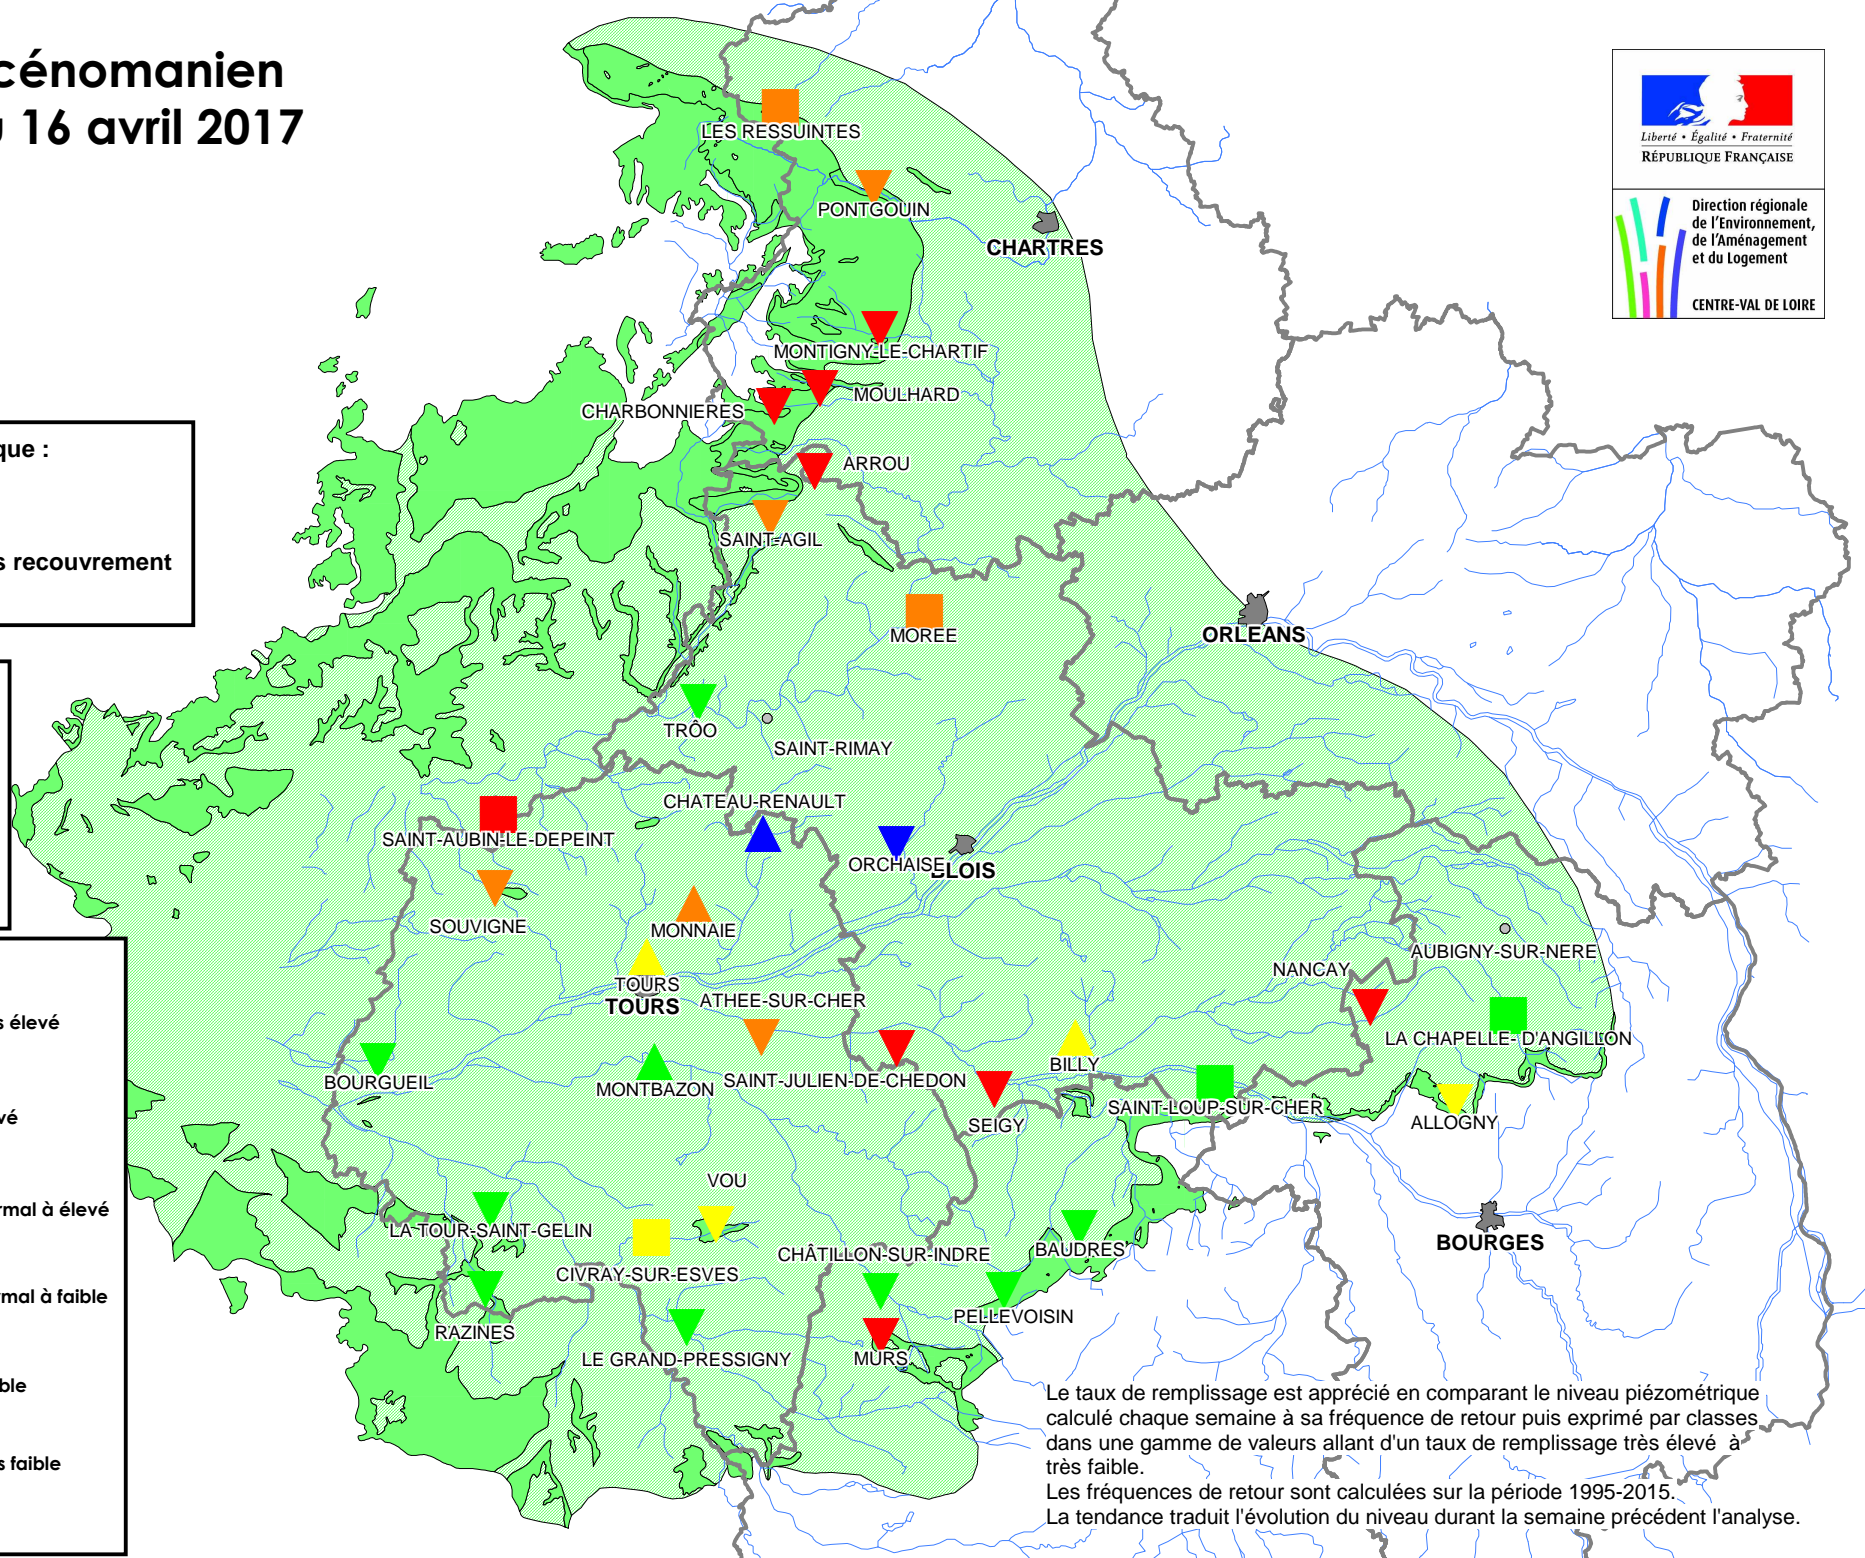 cénomanien
16 avril 2017
Liberté • Égalité • Fraternité
RÉPUBLIQUE FRANÇAISE
Direction régionale
de l'Environnement,
de l'Aménagement
et du Logement
CENTRE-VAL DE LOIRE
LES RESSUINTES
PONTGOUIN
CHARTRES
MONTIGNY-LE-CHARTIF
MOULHARD
CHARBONNIERES
ARROU
SAINT-AGIL
que :
s recouvrement
MOREE
ORLEANS
TRÔO
SAINT-RIMAY
CHATEAU-RENAULT
SAINT-AUBIN-LE-DEPEINT
ORCHAISE
BLOIS
SOUVIGNE
MONNAIE
TOURS
TOURS
ATHEE-SUR-CHER
NANCAY
AUBIGNY-SUR-NERE
LA CHAPELLE- D'ANGILLON
BOURGUEIL
MONTBAZON
SAINT-JULIEN-DE-CHEDON
BILLY
SEIGY
SAINT-LOUP-SUR-CHER
ALLOGNY
VOU
LA TOUR-SAINT-GELIN
CIVRAY-SUR-ESVES
CHÂTILLON-SUR-INDRE
BAUDRES
BOURGES
RAZINES
LE GRAND-PRESSIGNY
MURS
PELLEVOISIN
s élevé
vé
rmal à élevé
rmal à faible
ble
s faible
Le taux de remplissage est apprécié en comparant le niveau piézométrique
calculé chaque semaine à sa fréquence de retour puis exprimé par classes
dans une gamme de valeurs allant d'un taux de remplissage très élevé à
très faible.
Les fréquences de retour sont calculées sur la période 1995-2015.
La tendance traduit l'évolution du niveau durant la semaine précédent l'analyse.